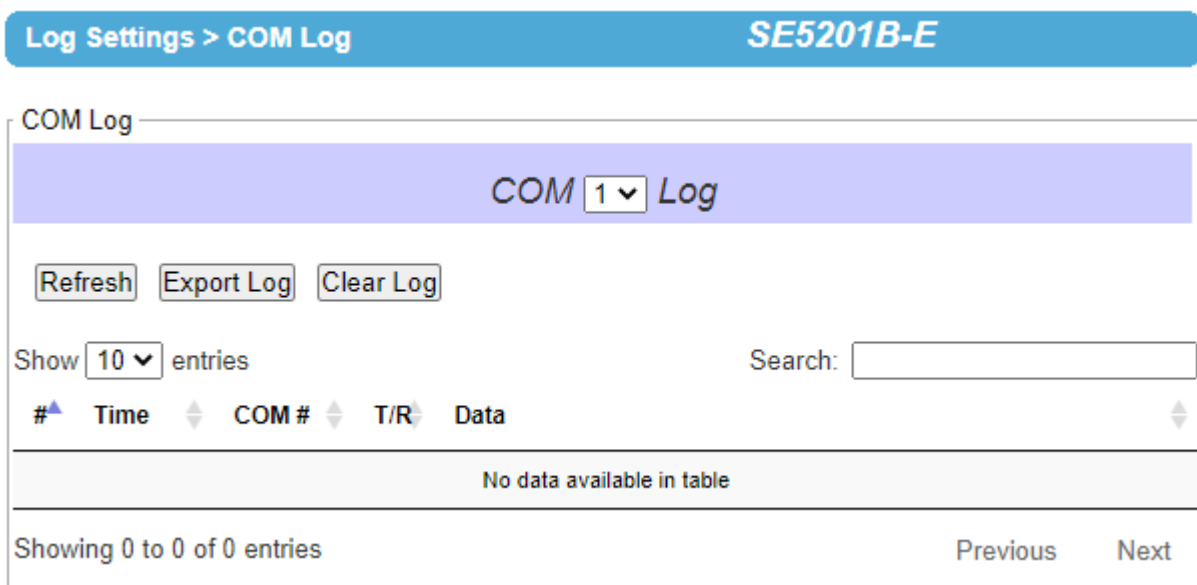 Log Settings > COM Log SE5201B-E
COM Log
COM 1 Log
Refresh Export Log Clear Log
Show 10 entries Search:
# Time COM # T/R Data
No data available in table
Showing 0 to 0 of 0 entries Previous Next